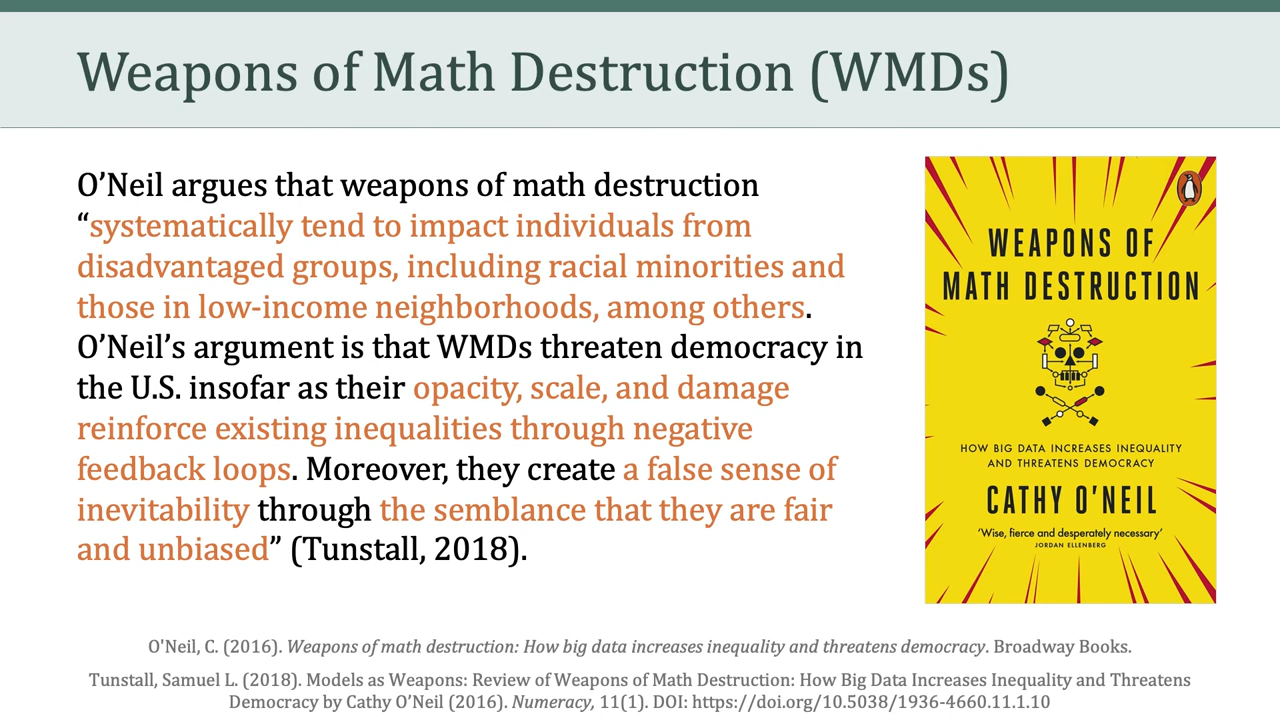 Weapons of Math Destruction (WMDs)
O’Neil argues that weapons of math destruction
“systematically tend to impact individuals from
disadvantaged groups, including racial minorities and
those in low-income neighborhoods, among others.
O’Neil’s argument is that WMDs threaten democracy in
the U.S. insofar as their opacity, scale, and damage
reinforce existing inequalities through negative
feedback loops. Moreover, they create a false sense of
inevitability through the semblance that they are fair
and unbiased” (Tunstall, 2018).
WEAPONS OF
MATH DESTRUCTION
HOW BIG DATA INCREASES INEQUALITY
AND THREATENS DEMOCRACY
CATHY O'NEIL
'Wise, fierce and desperately necessary'
JORDAN ELLENBERG
O'Neil, C. (2016). Weapons of math destruction: How big data increases inequality and threatens democracy. Broadway Books.
Tunstall, Samuel L. (2018). Models as Weapons: Review of Weapons of Math Destruction: How Big Data Increases Inequality and Threatens
Democracy by Cathy O’Neil (2016). Numeracy, 11(1). DOI: https://doi.org/10.5038/1936-4660.11.1.10